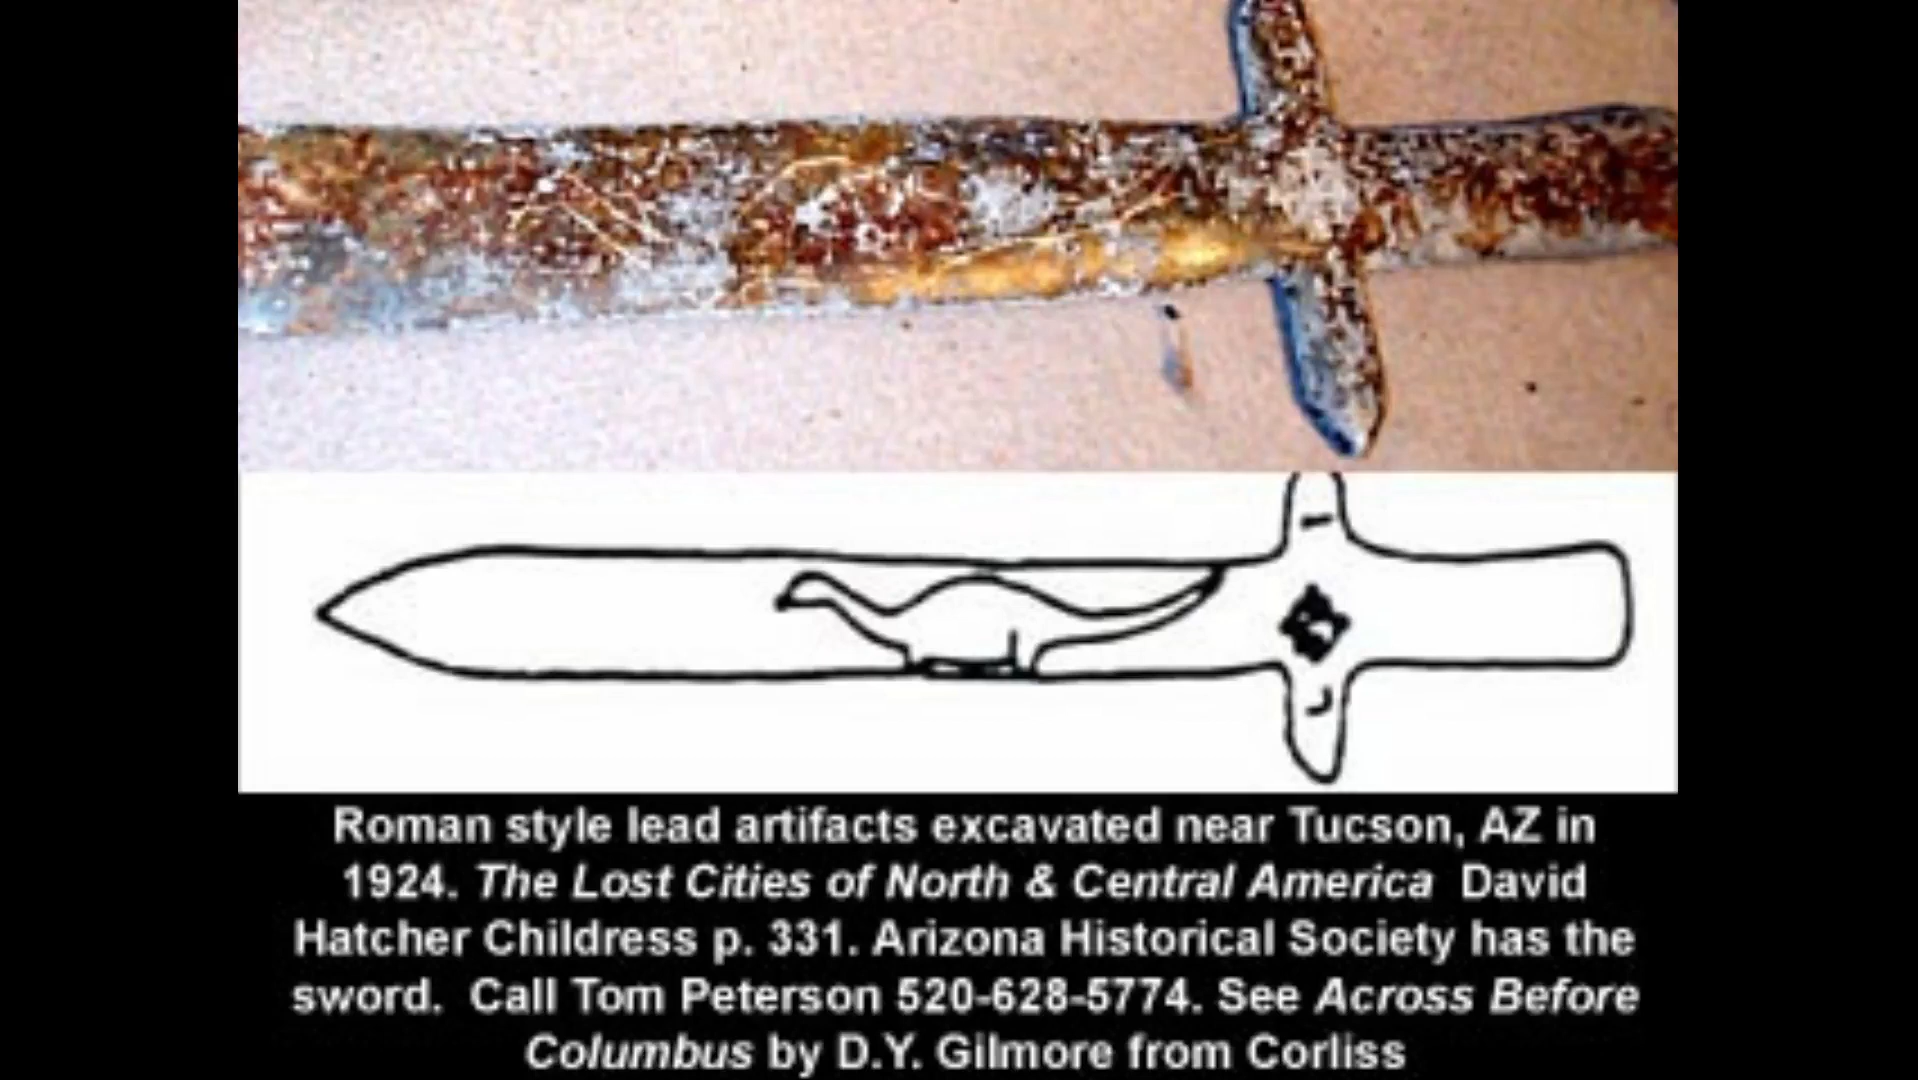 Roman style lead artifacts excavated near Tucson, AZ in
1924. The Lost Cities of North & Central America David
Hatcher Childress p. 331. Arizona Historical Society has the
sword. Call Tom Peterson 520-628-5774. See Across Before
Columbus by D.Y. Gilmore from Corliss